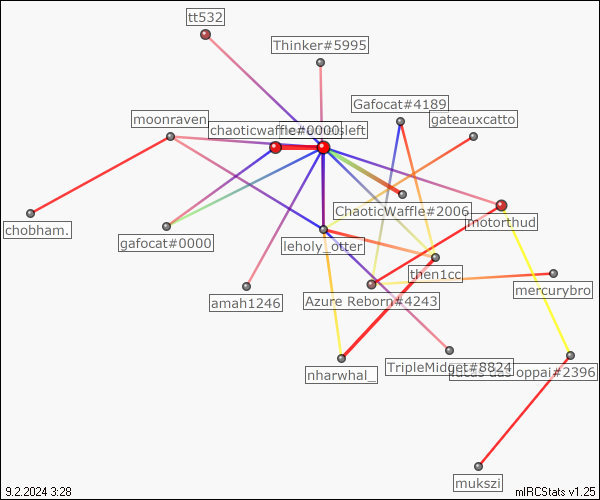 tt532
Thinker#5995
Gafocat#4189
moonraven
gateauxcatto
chaoticwaffle#0000
ChaoticWaffle#2006
motorthud
chobham.
gafocat#0000
leholy_otter
then1cc
mercurybro
amah1246
Azure Reborn#4243
nharwhal_
TripleMidget#8824
oppai#2396
mukszi
9.2.2024 3:28
mIRCStats v1.25